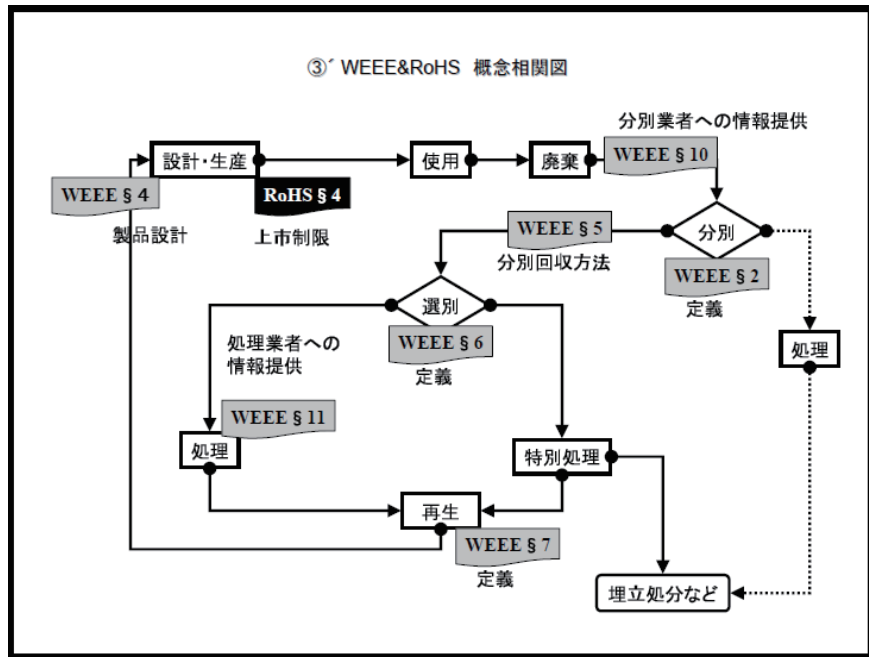 ③´ WEEE&RoHS 概念相関図
分別業者への情報提供
設計・生産
使用
廃棄
WEEE § 10
WEEE § 4
RoHS § 4
製品設計
上市制限
WEEE § 5
分別
分別回収方法
WEEE § 2
定義
選別
処理業者への
情報提供
WEEE § 6
定義
処理
WEEE § 11
処理
特別処理
再生
WEEE § 7
定義
埋立処分など